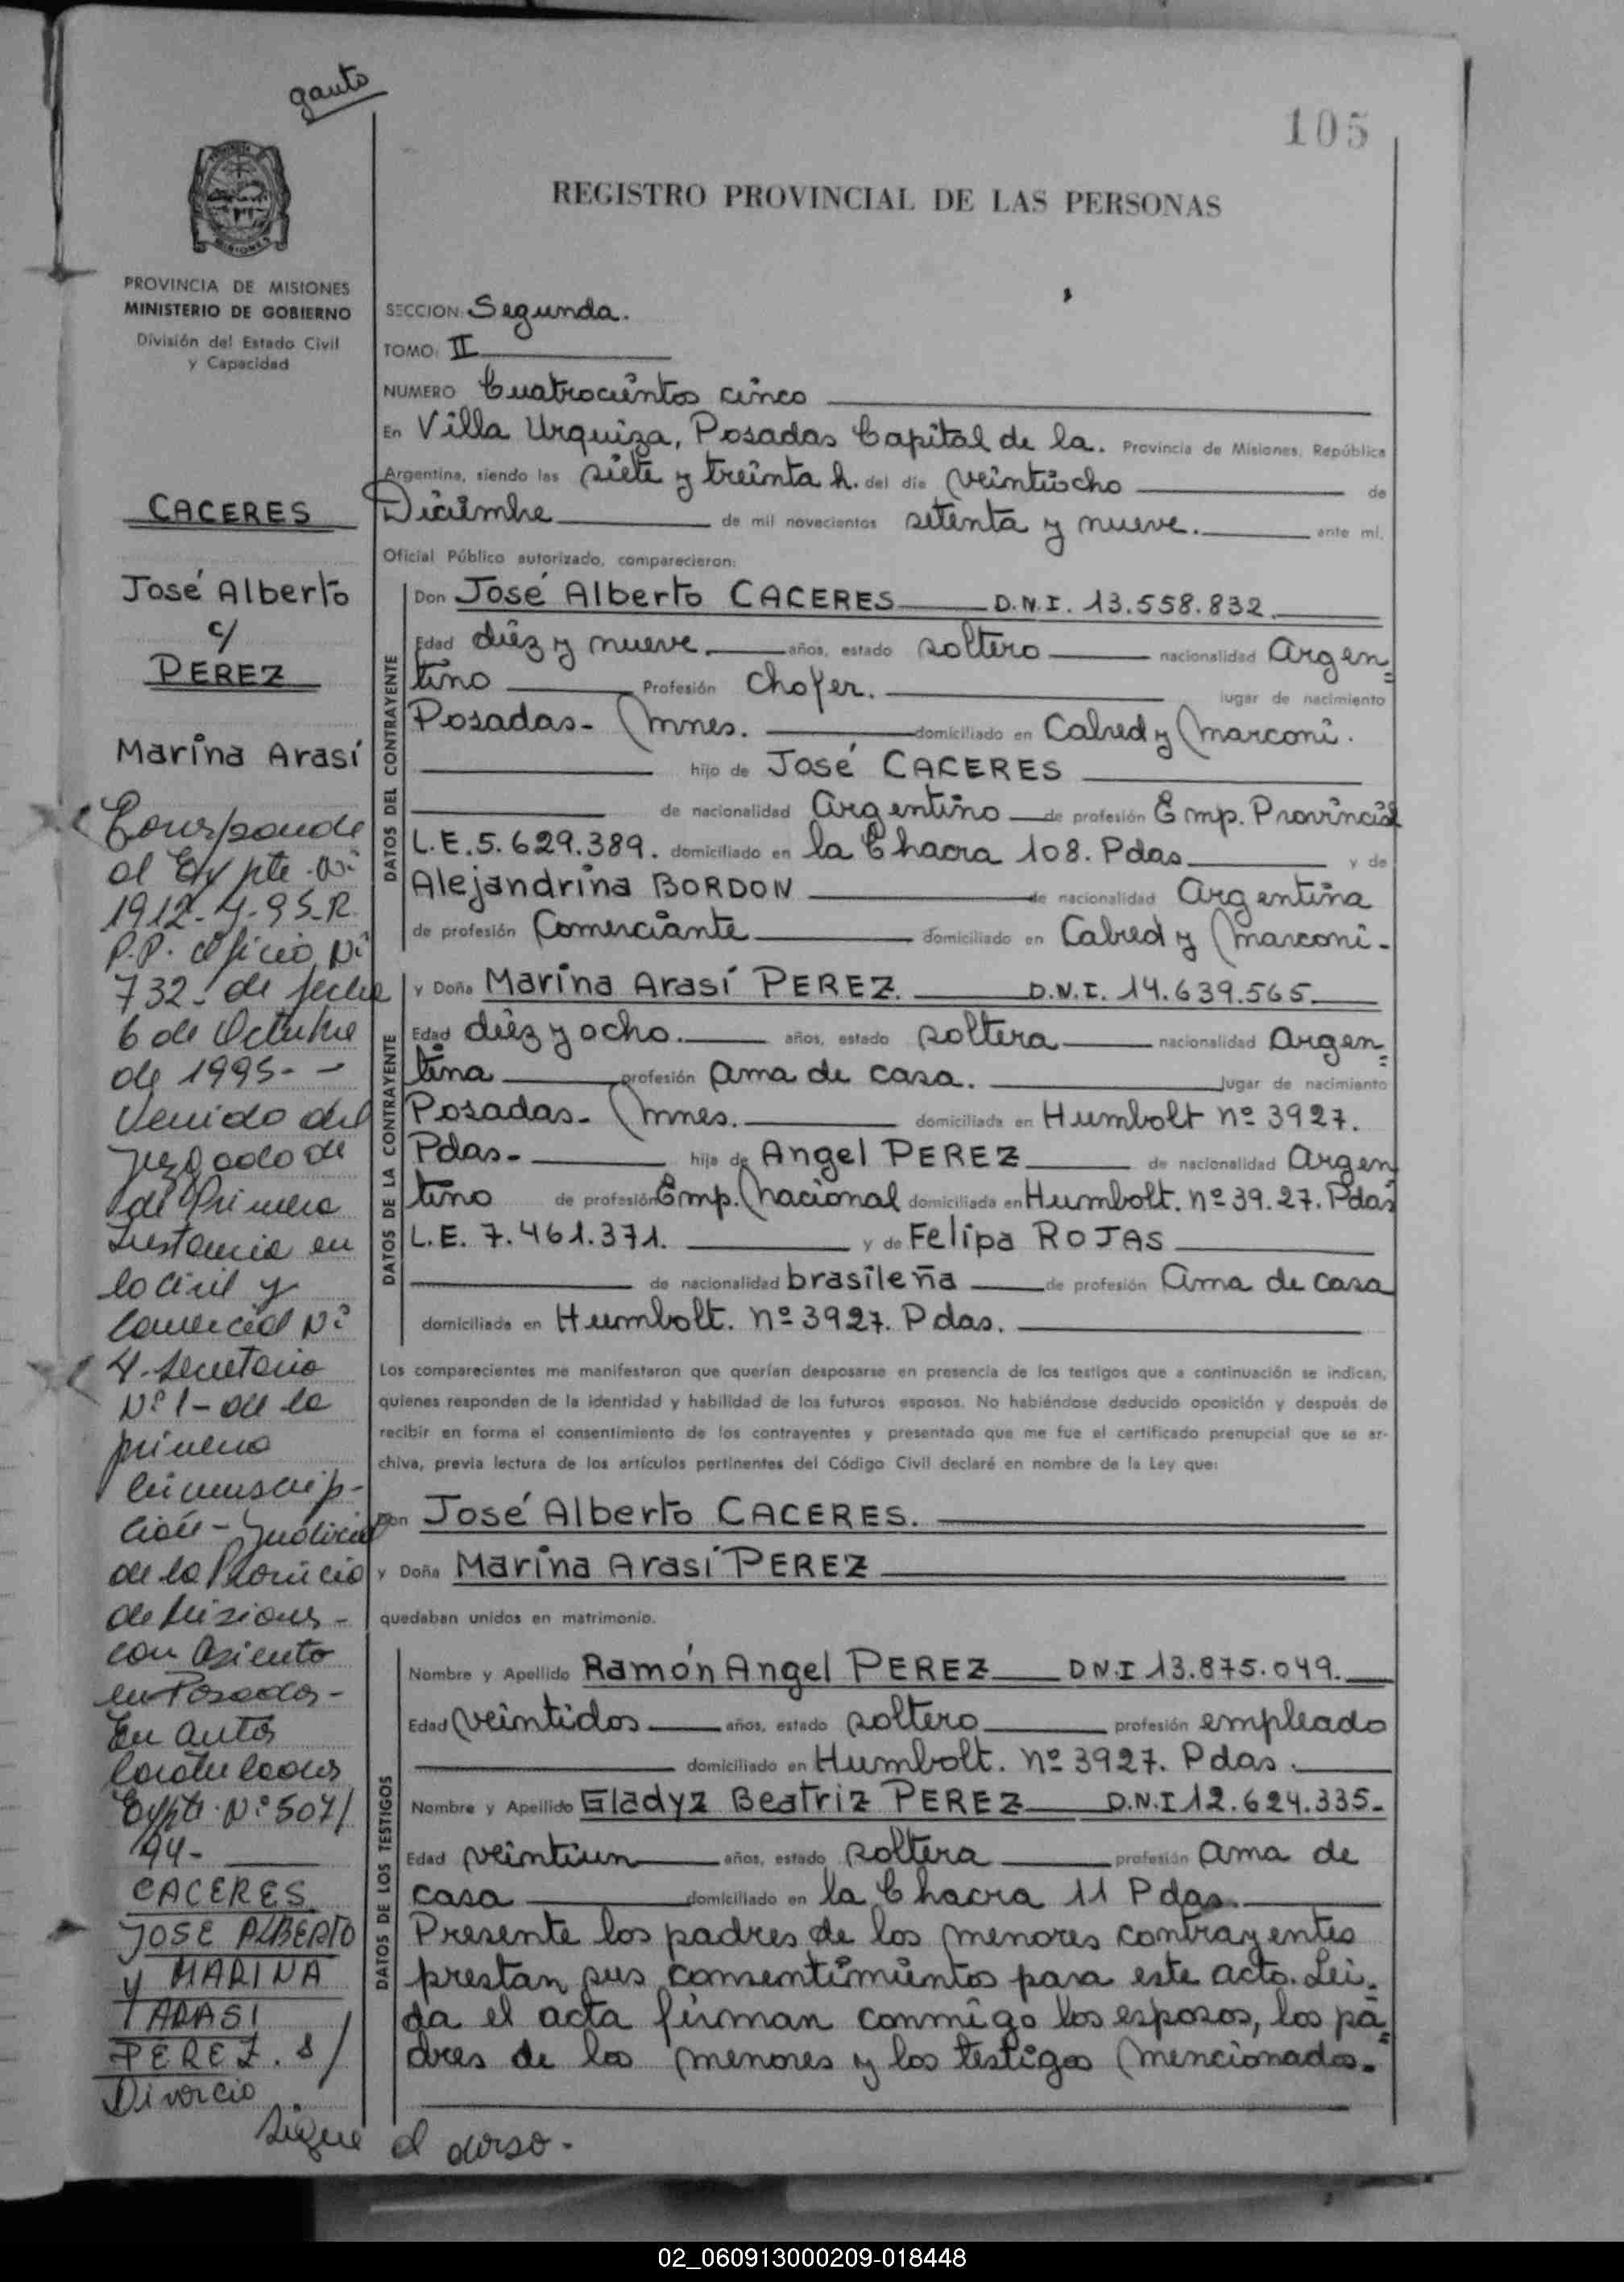 gauto
105
REGISTRO PROVINCIAL DE LAS PERSONAS
PROVINCIA DE MISIONES
MINISTERIO DE GOBIERNO
División del Estado Civil
y Capacidad
CACERES
José Alberto
c/
PEREZ
Marina Arasí
Corresponde
al Expte. Nº
1912-Y-95-R.
P.P. Oficio Nº
732- de fecha
6 de Octubre
de 1995- -
Venido del
Juzgado de
de Primera
Instancia en
lo Civil y
Comercial Nº
4- Secretaria
Nº 1- de la
primera
Circunscrip-
ción- Judicial
de la Provincia
de Misiones-
con asiento
en Posadas-
En autos
Caratulados
Expte. Nº 507/
94-
CACERES
JOSE ALBERTO
y MARINA
ARASI
PEREZ. s/
Divorcio
Sigue al dorso-
SECCION: Segunda.
TOMO: II
NUMERO Cuatrocientos cinco
En Villa Urquiza, Posadas Capital de la. Provincia de Misiones, República
Argentina, siendo las siete y treinta h. del día veintiocho de
Diciembre de mil novecientos setenta y nueve. ante mí,
Oficial Público autorizado, comparecieron:
DATOS DEL CONTRAYENTE
Don José Alberto CACERES D.N.I. 13.558.832.
Edad diez y nueve. años, estado soltero nacionalidad Argen=
tino Profesión Chofer. lugar de nacimiento
Posadas- Mnes. domiciliado en Cabred y Marconi.
hijo de José CACERES
de nacionalidad Argentino de profesión Emp. Provincial
L.E. 5.629.389. domiciliado en la Chacra 108. Pdas y de
Alejandrina BORDON de nacionalidad Argentina
de profesión Comerciante domiciliado en Cabred y Marconi-
DATOS DE LA CONTRAYENTE
y Doña Marina Arasí PEREZ. D.N.I. 14.639.565.
Edad diez y ocho. años, estado soltera nacionalidad Argen=
tina profesión ama de casa. lugar de nacimiento
Posadas- Mnes. domiciliada en Humbolt nº 3927.
Pdas- hija de Angel PEREZ de nacionalidad Argen
tino de profesión Emp. Nacional domiciliada en Humbolt. nº 39.27. Pdas
L.E. 7.461.371. y de Felipa ROJAS
de nacionalidad brasileña de profesión Ama de casa
domiciliada en Humbolt. nº 3927. Pdas.
Los comparecientes me manifestaron que querían desposarse en presencia de los testigos que a continuación se indican,
quienes responden de la identidad y habilidad de los futuros esposos. No habiéndose deducido oposición y después de
recibir en forma el consentimiento de los contrayentes y presentado que me fue el certificado prenupcial que se ar-
chiva, previa lectura de los artículos pertinentes del Código Civil declaré en nombre de la Ley que:
Don José Alberto CACERES.
y Doña Marina Arasí PEREZ
quedaban unidos en matrimonio.
DATOS DE LOS TESTIGOS
Nombre y Apellido Ramón Angel PEREZ D.N.I 13.875.049.
Edad veintidos años, estado soltero profesión empleado
domiciliado en Humbolt. nº 3927. Pdas.
Nombre y Apellido Gladyz Beatriz PEREZ D.N.I 12.624.335-
Edad veintiun años, estado soltera profesión ama de
casa domiciliado en la Chacra 11 Pdas.
Presente los padres de los menores contrayentes
prestan sus consentimientos para este acto. Lei=
da el acta firman conmigo los esposos, los pa=
dres de los menores y los testigos mencionados.
02_060913000209-018448